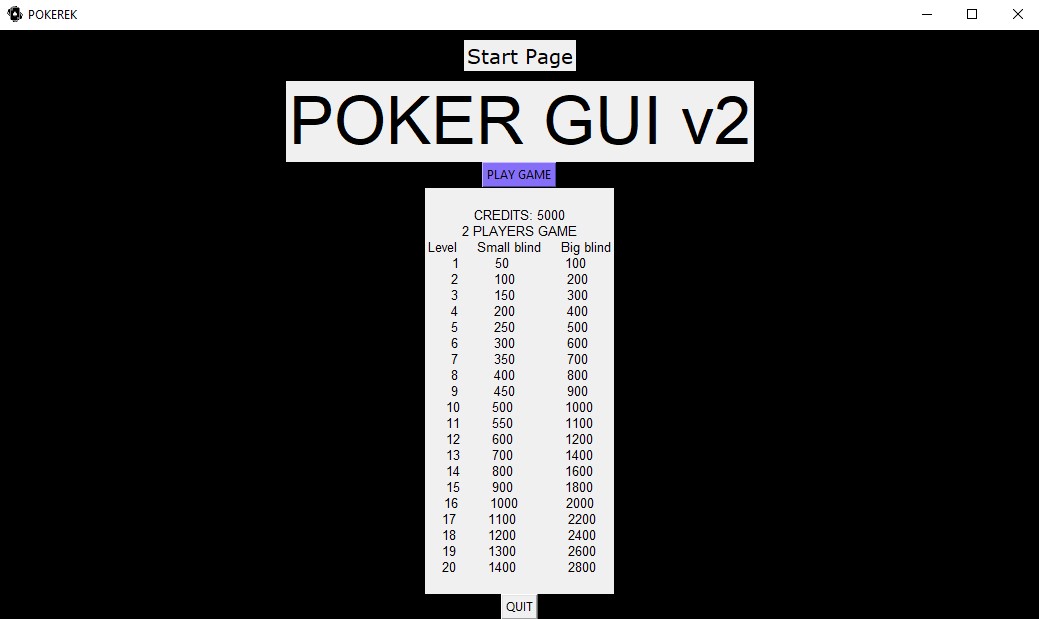 POKEREK
Start Page
POKER GUI v2
PLAY GAME
CREDITS: 5000
2 PLAYERS GAME
Level Small blind Big blind
1 50 100
2 100 200
3 150 300
4 200 400
5 250 500
6 300 600
7 350 700
8 400 800
9 450 900
10 500 1000
11 550 1100
12 600 1200
13 700 1400
14 800 1600
15 900 1800
16 1000 2000
17 1100 2200
18 1200 2400
19 1300 2600
20 1400 2800
QUIT